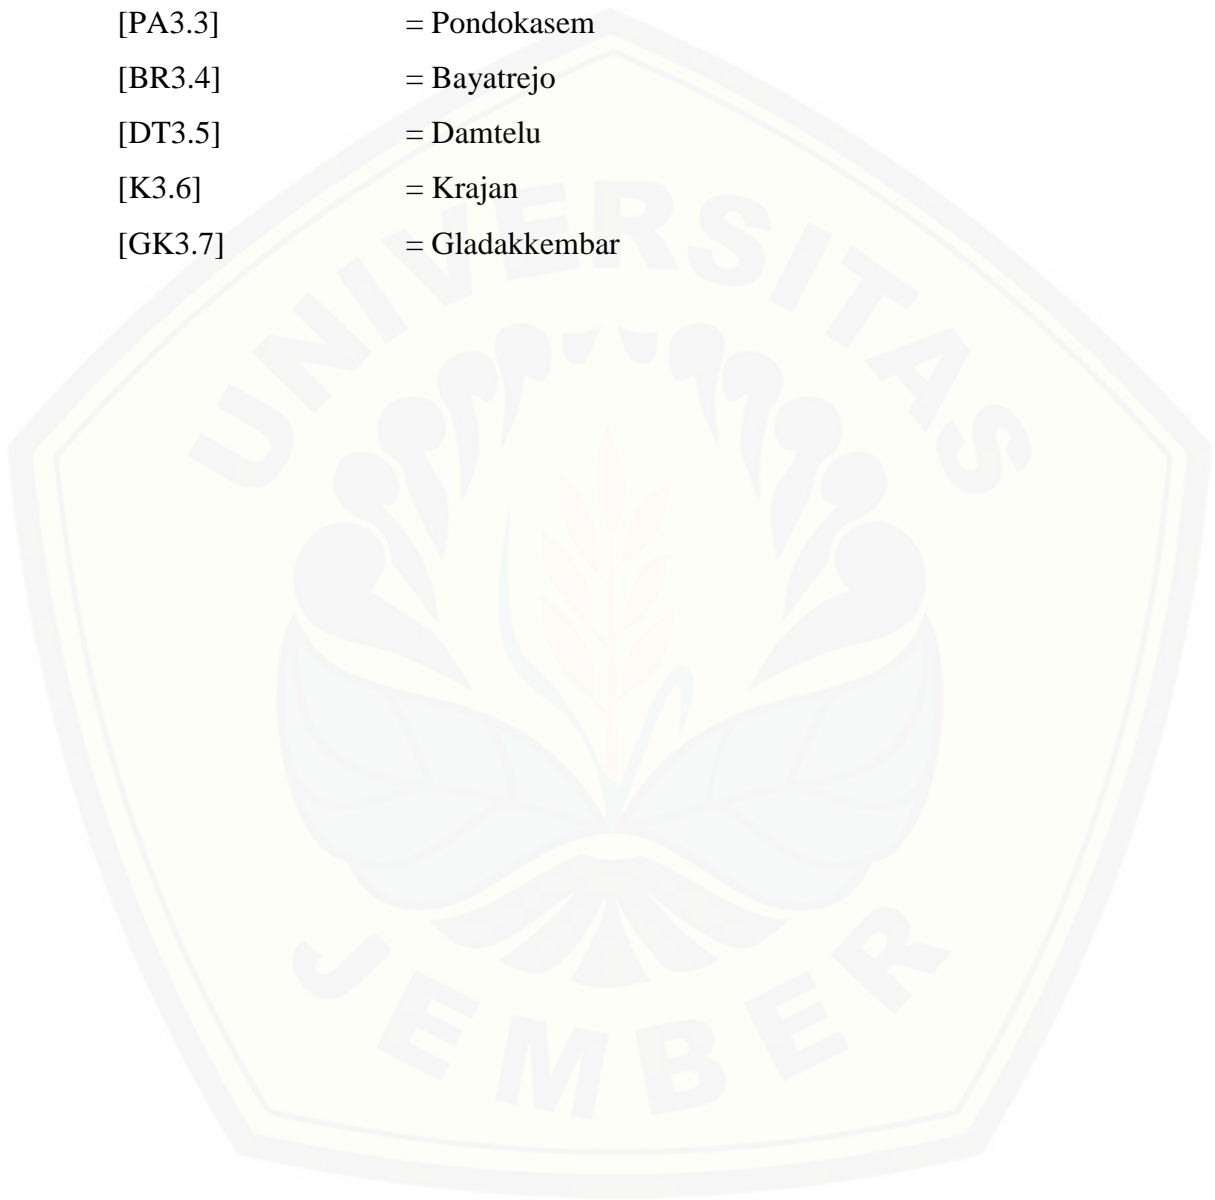 [PA3.3] = Pondokasem
[BR3.4] = Bayatrejo
[DT3.5] = Damtelu
[K3.6] = Krajan
[GK3.7] = Gladakkembar
UNIVERSITAS
JEMBER